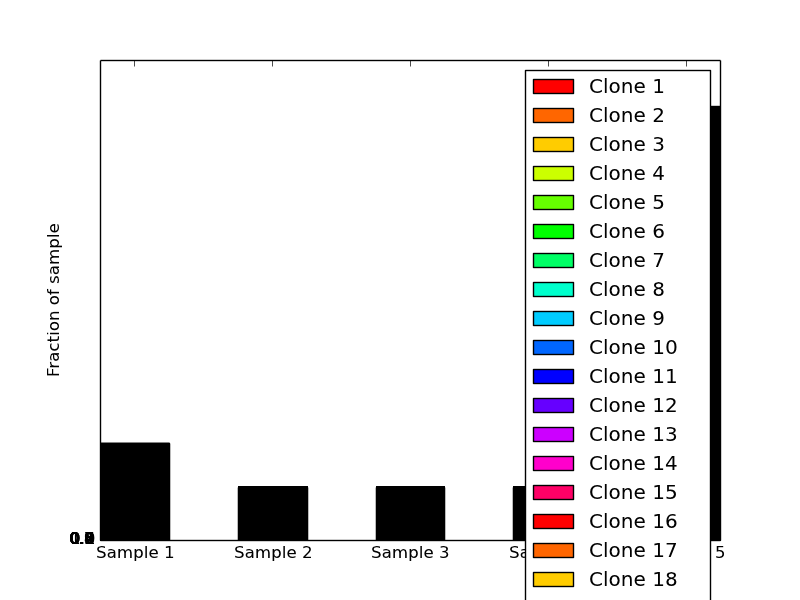 Fraction of sample
Sample 1
Sample 2
Sample 3
Sa
5
Clone 1
Clone 2
Clone 3
Clone 4
Clone 5
Clone 6
Clone 7
Clone 8
Clone 9
Clone 10
Clone 11
Clone 12
Clone 13
Clone 14
Clone 15
Clone 16
Clone 17
Clone 18